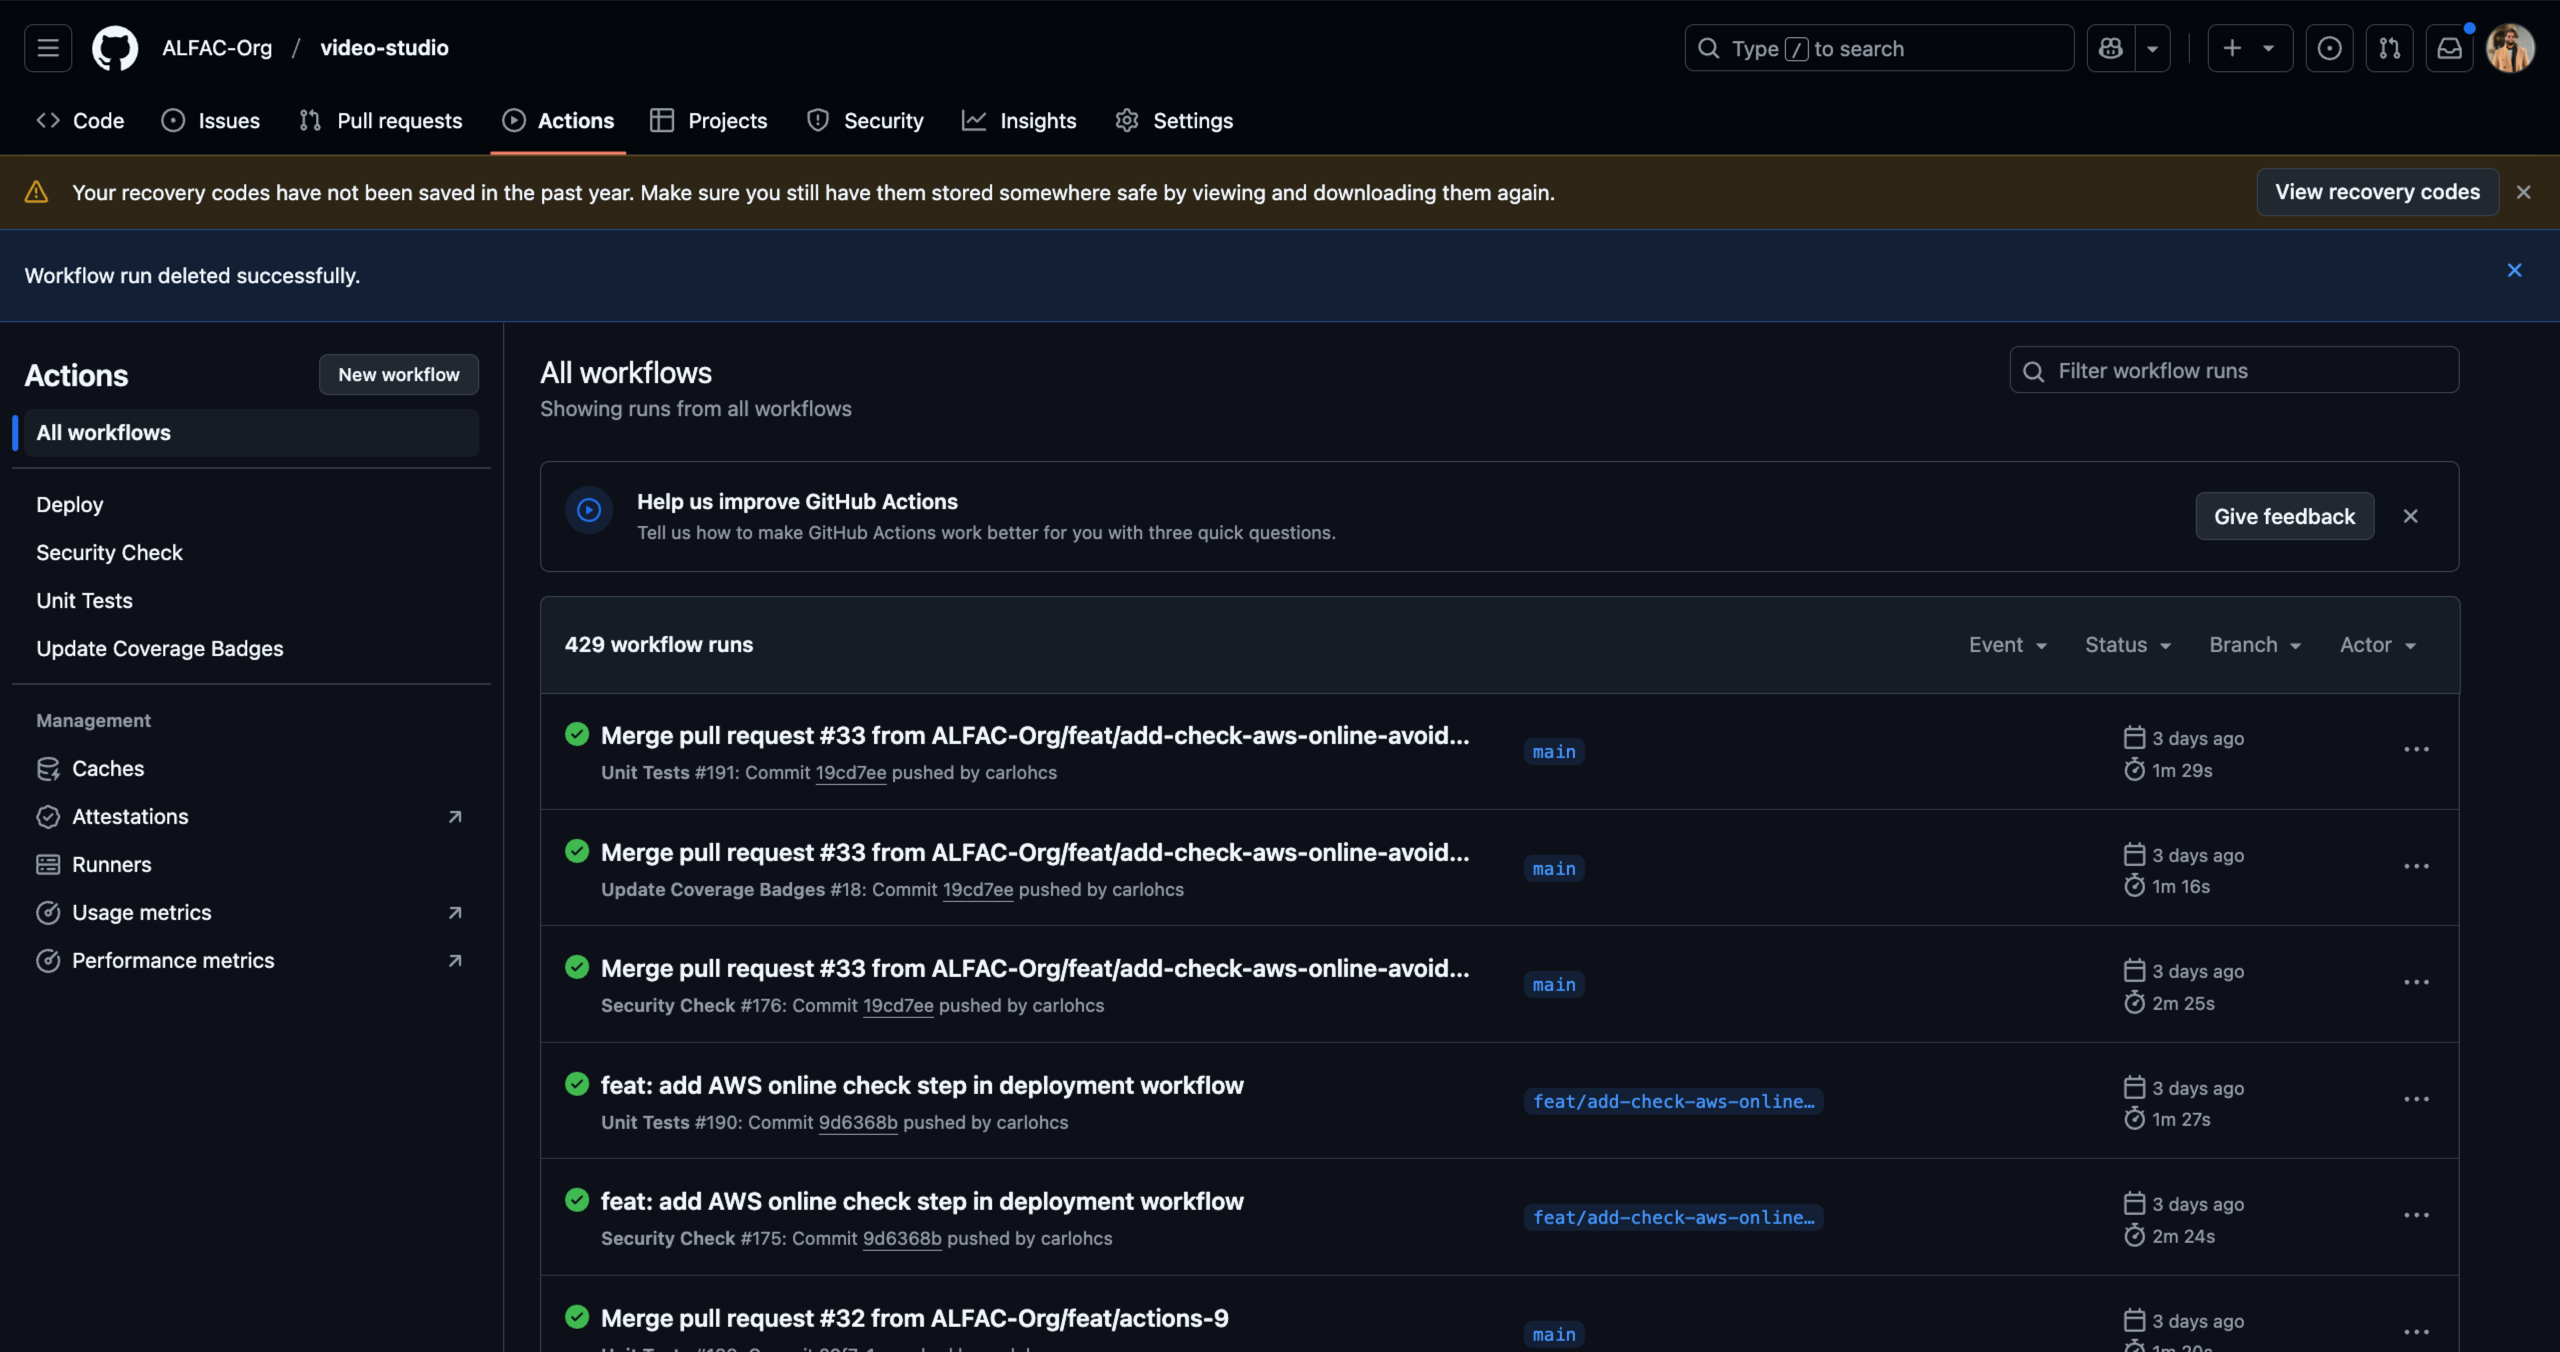 ALFAC-Org / video-studio
Type / to search
Code Issues Pull requests Actions Projects Security Insights Settings
Your recovery codes have not been saved in the past year. Make sure you still have them stored somewhere safe by viewing and downloading them again.
View recovery codes
Workflow run deleted successfully.
Actions
New workflow
All workflows
Deploy
Security Check
Unit Tests
Update Coverage Badges
Management
Caches
Attestations
Runners
Usage metrics
Performance metrics
All workflows
Showing runs from all workflows
Filter workflow runs
Help us improve GitHub Actions
Tell us how to make GitHub Actions work better for you with three quick questions.
Give feedback
429 workflow runs
Event Status Branch Actor
Merge pull request #33 from ALFAC-Org/feat/add-check-aws-online-avoid...
Unit Tests #191: Commit 19cd7ee pushed by carlohcs
main
3 days ago
1m 29s
Merge pull request #33 from ALFAC-Org/feat/add-check-aws-online-avoid...
Update Coverage Badges #18: Commit 19cd7ee pushed by carlohcs
main
3 days ago
1m 16s
Merge pull request #33 from ALFAC-Org/feat/add-check-aws-online-avoid...
Security Check #176: Commit 19cd7ee pushed by carlohcs
main
3 days ago
2m 25s
feat: add AWS online check step in deployment workflow
Unit Tests #190: Commit 9d6368b pushed by carlohcs
feat/add-check-aws-online…
3 days ago
1m 27s
feat: add AWS online check step in deployment workflow
Security Check #175: Commit 9d6368b pushed by carlohcs
feat/add-check-aws-online…
3 days ago
2m 24s
Merge pull request #32 from ALFAC-Org/feat/actions-9
main
3 days ago